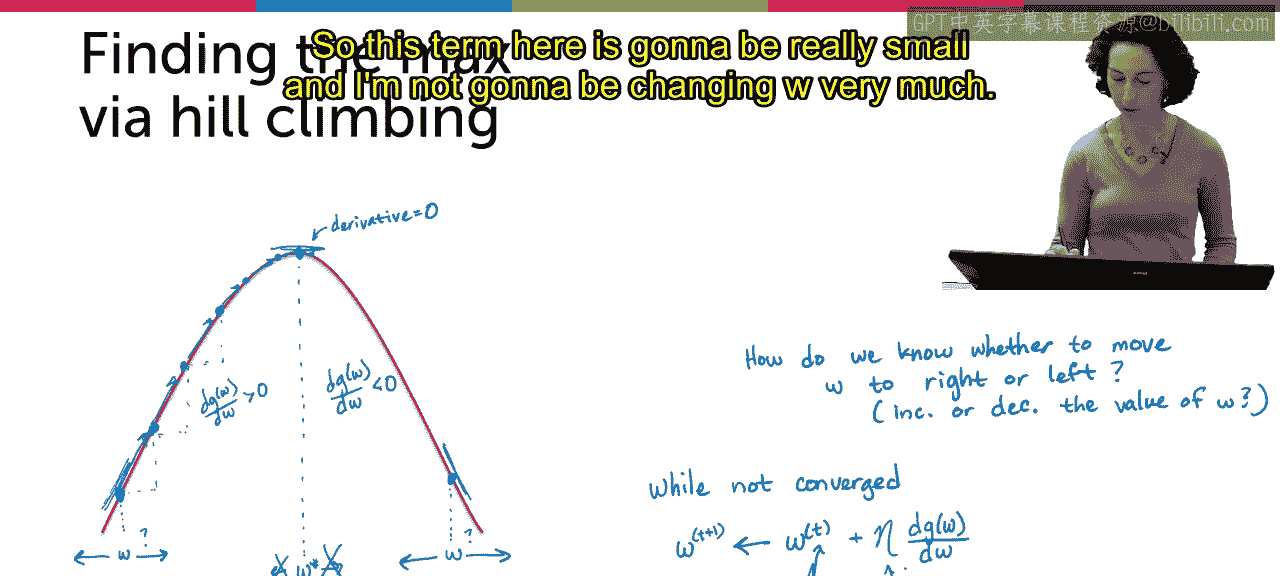 GPT中英字幕课程资源@bilibili.com
Finding the max
via hill climbing
So this term here is gonna be really small
and I'm not gonna be changing w very much.
derivative=0
dg(w)/dw >0
dg(w)/dw <0
How do we know whether to move
w to right or left?
(inc. or dec. the value of w?)
While not converged
w^(t+1) ← w^(t) + η dg(w)/dw
?
?
w
w*
w